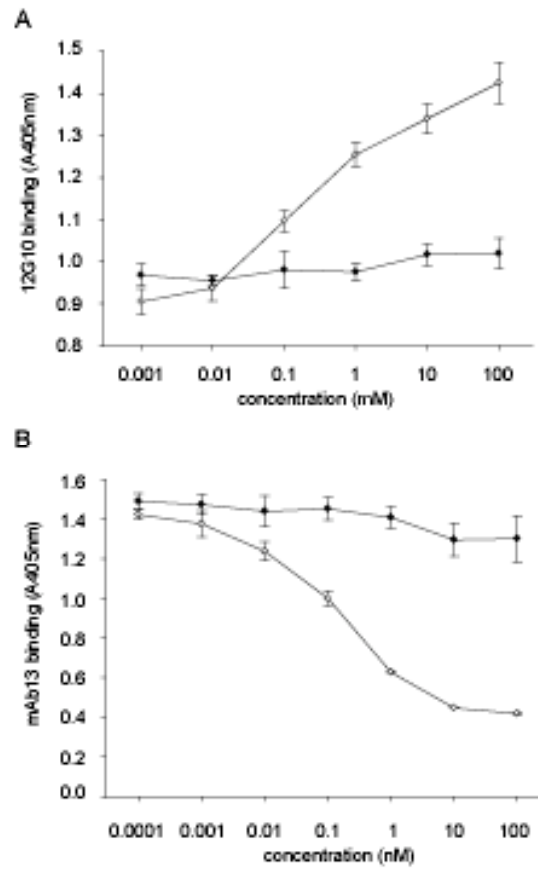 A
12G10 binding (A405nm)
1.5
1.4
1.3
1.2
1.1
1.0
0.9
0.8
0.001 0.01 0.1 1 10 100
concentration (mM)
B
mAb13 binding (A405nm)
1.6
1.4
1.2
1.0
0.8
0.6
0.4
0.2
0.0
0.0001 0.001 0.01 0.1 1 10 100
concentration (nM)